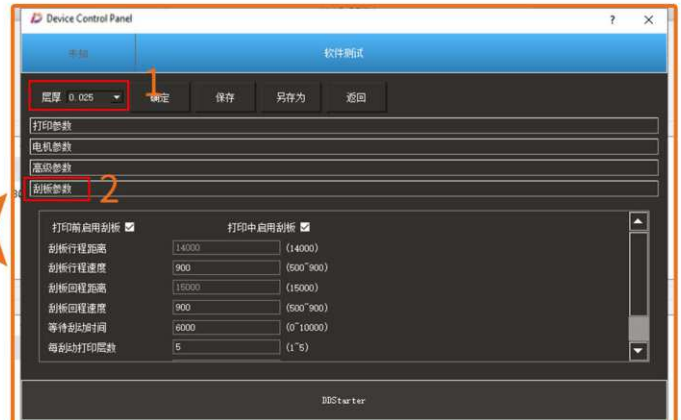 Device Control Panel ? ×
未知 软件测试
层厚 0.025 1 确定 保存 另存为 返回
打印参数
电机参数
高级参数
刮板参数 2
打印前启用刮板 打印中启用刮板
刮板行程距离 14000 (14000)
刮板行程速度 900 (500~900)
刮板回程距离 15000 (15000)
刮板回程速度 900 (500~900)
等待刮动时间 6000 (0~10000)
每刮动打印层数 5 (1~5)
DDStarter